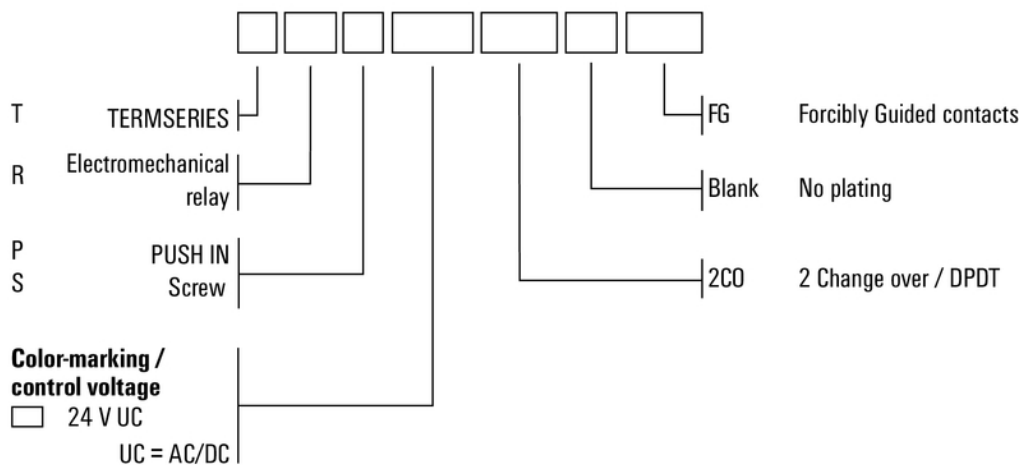 T TERMSERIES
R Electromechanical
relay
P PUSH IN
S Screw
Color-marking /
control voltage
24 V UC
UC = AC/DC
FG Forcibly Guided contacts
Blank No plating
2CO 2 Change over / DPDT